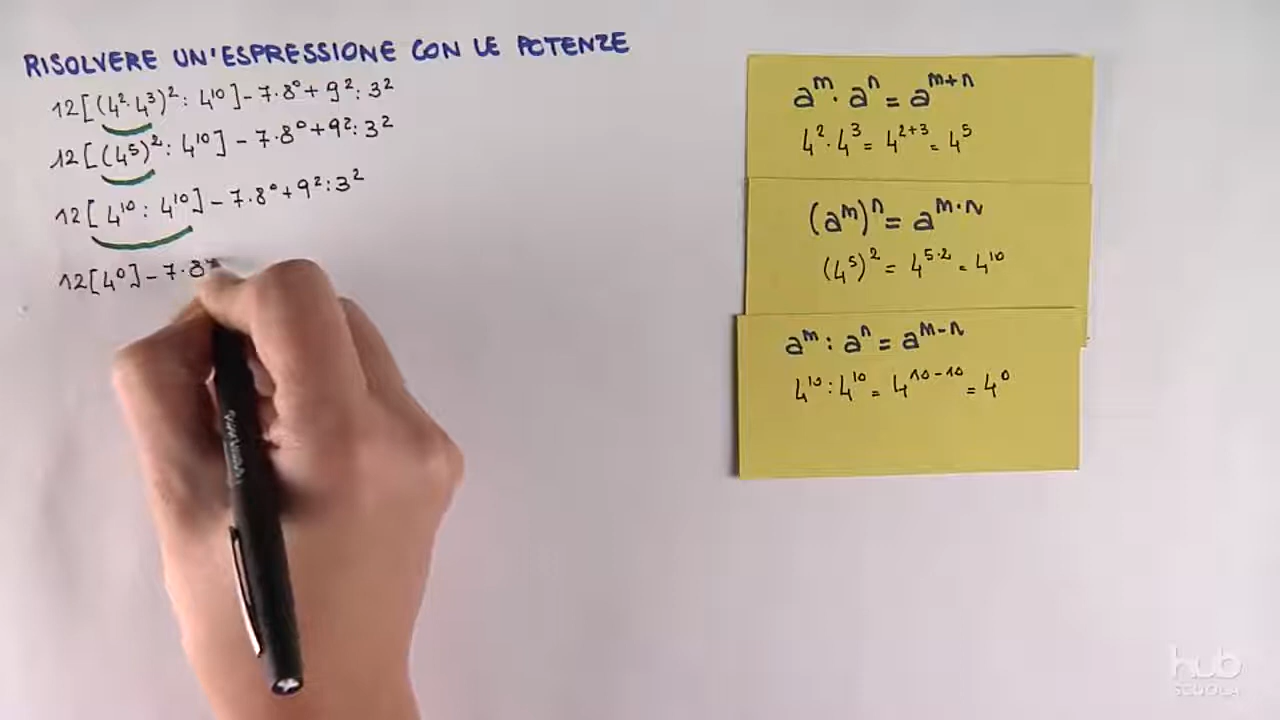 RISOLVERE UN'ESPRESSIONE CON LE POTENZE
12[(4²·4³)²:4¹⁰]-7·8⁰+9²:3²
12[(4⁵)²:4¹⁰]-7·8⁰+9²:3²
12[4¹⁰:4¹⁰]-7·8⁰+9²:3²
12[4⁰]-7·8
aᵐ·aⁿ=aᵐ⁺ⁿ
4²·4³=4²⁺³=4⁵
(aᵐ)ⁿ=aᵐ·ⁿ
(4⁵)²=4⁵·²=4¹⁰
aᵐ:aⁿ=aᵐ⁻ⁿ
4¹⁰:4¹⁰=4¹⁰⁻¹⁰=4⁰
hub
SCUOLA